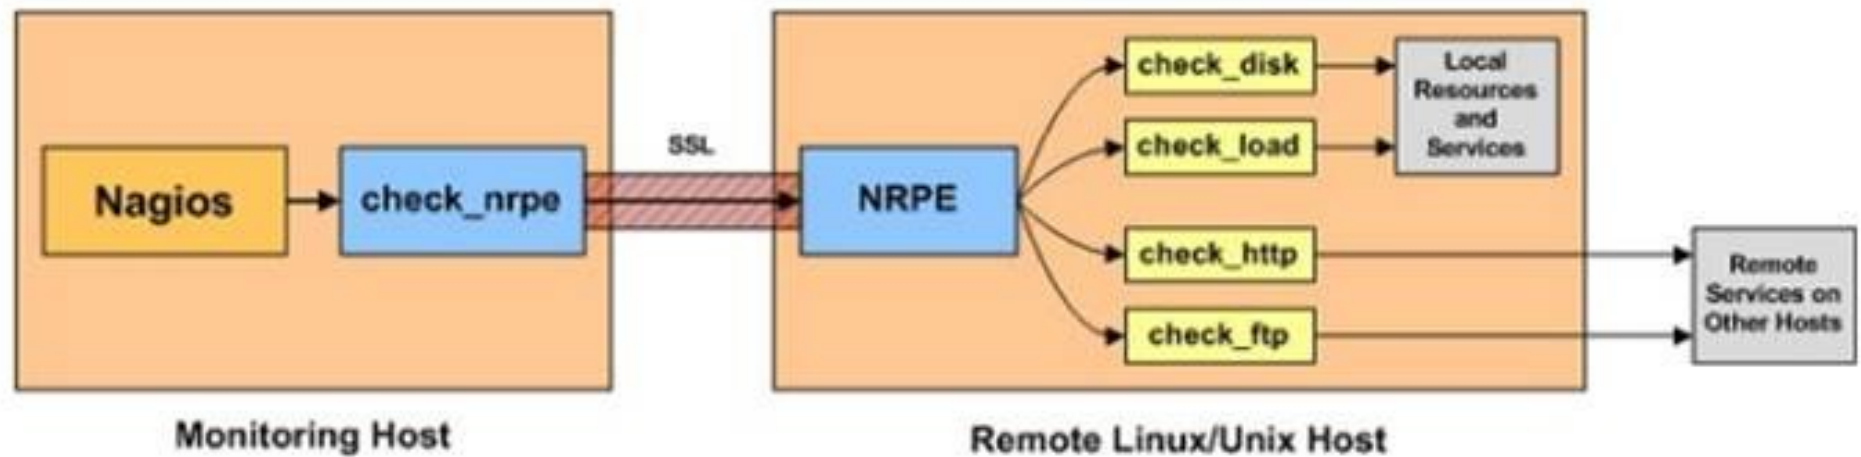 Nagios
check_nrpe
SSL
NRPE
check_disk
check_load
check_http
check_ftp
Local
Resources
and
Services
Remote
Services on
Other Hosts
Monitoring Host
Remote Linux/Unix Host